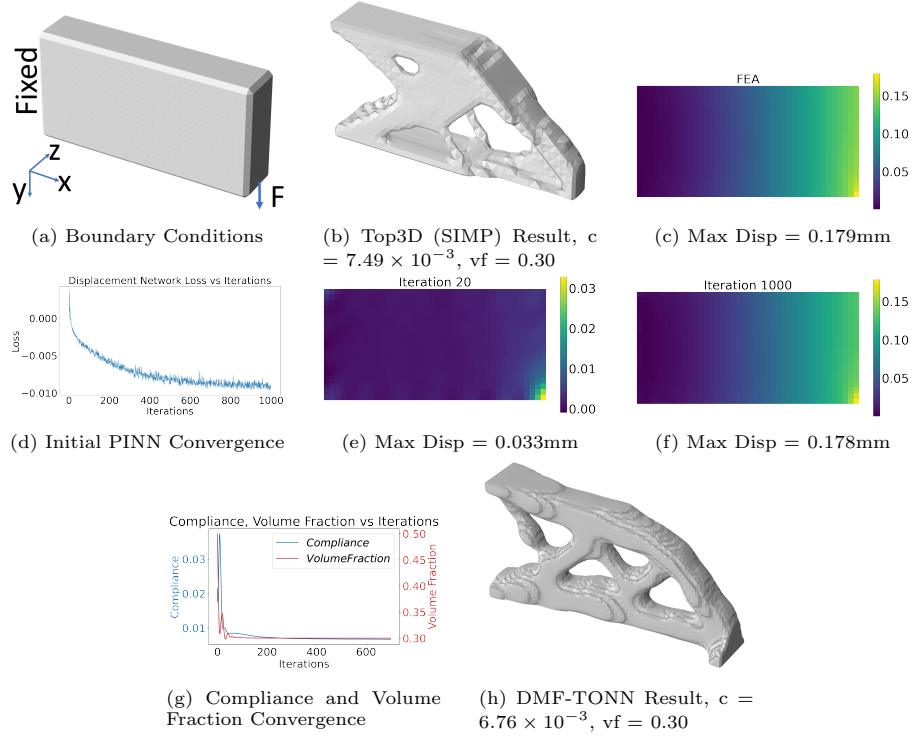 Fixed
z
x
y
F
(a) Boundary Conditions
(b) Top3D (SIMP) Result, c
= 7.49 × 10⁻³, vf = 0.30
FEA
0.15
0.10
0.05
(c) Max Disp = 0.179mm
Displacement Network Loss vs Iterations
Loss
0.000
−0.005
−0.010
0 200 400 600 800 1000
Iterations
(d) Initial PINN Convergence
Iteration 20
0.03
0.02
0.01
0.00
(e) Max Disp = 0.033mm
Iteration 1000
0.15
0.10
0.05
(f) Max Disp = 0.178mm
Compliance, Volume Fraction vs Iterations
Compliance
VolumeFraction
Compliance
0.03
0.02
0.01
0.50
0.45
0.40
0.35
0.30
Volume Fraction
0 200 400 600
Iterations
(g) Compliance and Volume
Fraction Convergence
(h) DMF-TONN Result, c =
6.76 × 10⁻³, vf = 0.30